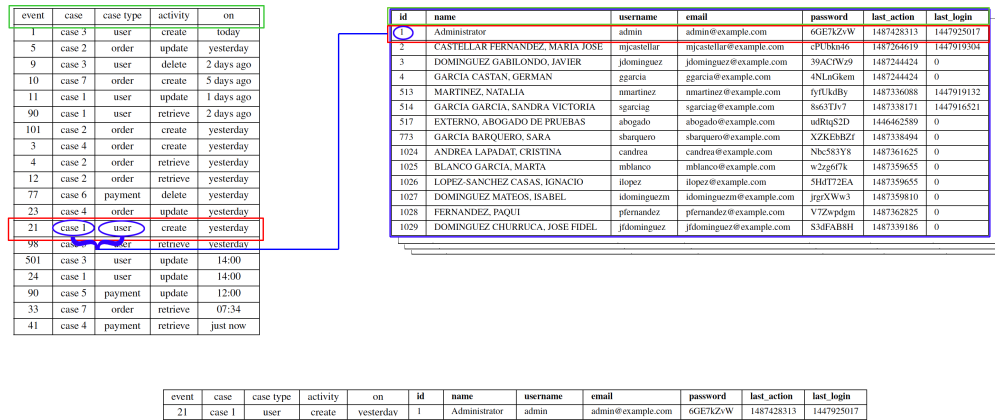 event case case type activity on
1 case 3 user create today
5 case 2 order update yesterday
9 case 3 user delete 2 days ago
10 case 7 order create 5 days ago
11 case 1 user update 1 days ago
90 case 1 user retrieve 2 days ago
101 case 2 order create yesterday
3 case 4 order create yesterday
4 case 2 order retrieve yesterday
12 case 2 order retrieve yesterday
77 case 6 payment delete yesterday
23 case 4 order update yesterday
21 case 1 user create yesterday
98 case user retrieve yesterday
501 case 3 user update 14:00
24 case 1 user update 14:00
90 case 5 payment update 12:00
33 case 7 order retrieve 07:34
41 case 4 payment retrieve just now
id name username email password last_action last_login
1 Administrator admin admin@example.com 6GE7kZvW 1487428313 1447925017
2 CASTELLAR FERNANDEZ, MARIA JOSE mjcastellar mjcastellar@example.com cPUbkn46 1487264619 1447919304
3 DOMINGUEZ GABILONDO, JAVIER jdominguez jdominguez@example.com 39ACfWz9 1487244424 0
4 GARCIA CASTAN, GERMAN ggarcia ggarcia@example.com 4NLnGkem 1487244424 0
513 MARTINEZ, NATALIA nmartinez nmartinez@example.com fyfUkdBy 1487336088 1447919132
514 GARCIA GARCIA, SANDRA VICTORIA sgarciag sgarciag@example.com 8s63TJv7 1487338171 1447916521
517 EXTERNO, ABOGADO DE PRUEBAS abogado abogado@example.com udRtqS2D 1446462589 0
773 GARCIA BARQUERO, SARA sbarquero sbarquero@example.com XZKEbBZf 1487338494 0
1024 ANDREA LAPADAT, CRISTINA candrea candrea@example.com Nbc583Y8 1487361625 0
1025 BLANCO GARCIA, MARTA mblanco mblanco@example.com w2zg6f7k 1487359655 0
1026 LOPEZ-SANCHEZ CASAS, IGNACIO ilopez ilopez@example.com 5HdT72EA 1487359655 0
1027 DOMINGUEZ MATEOS, ISABEL idominguezm idominguezm@example.com jrgrXWw3 1487359810 0
1028 FERNANDEZ, PAQUI pfernandez pfernandez@example.com V7Zwpdgm 1487362825 0
1029 DOMINGUEZ CHURRUCA, JOSE FIDEL jfdominguez jfdominguez@example.com S3dFAB8H 1487339186 0
event case case type activity on id name username email password last_action last_login
21 case 1 user create yesterday 1 Administrator admin admin@example.com 6GE7kZvW 1487428313 1447925017